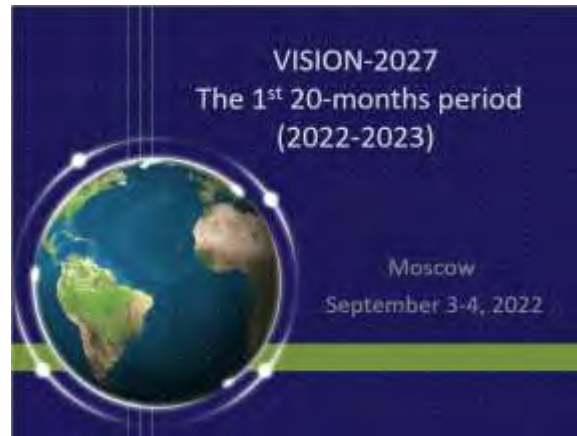 VISION-2027
The 1st 20-months period
(2022-2023)
Moscow
September 3-4, 2022